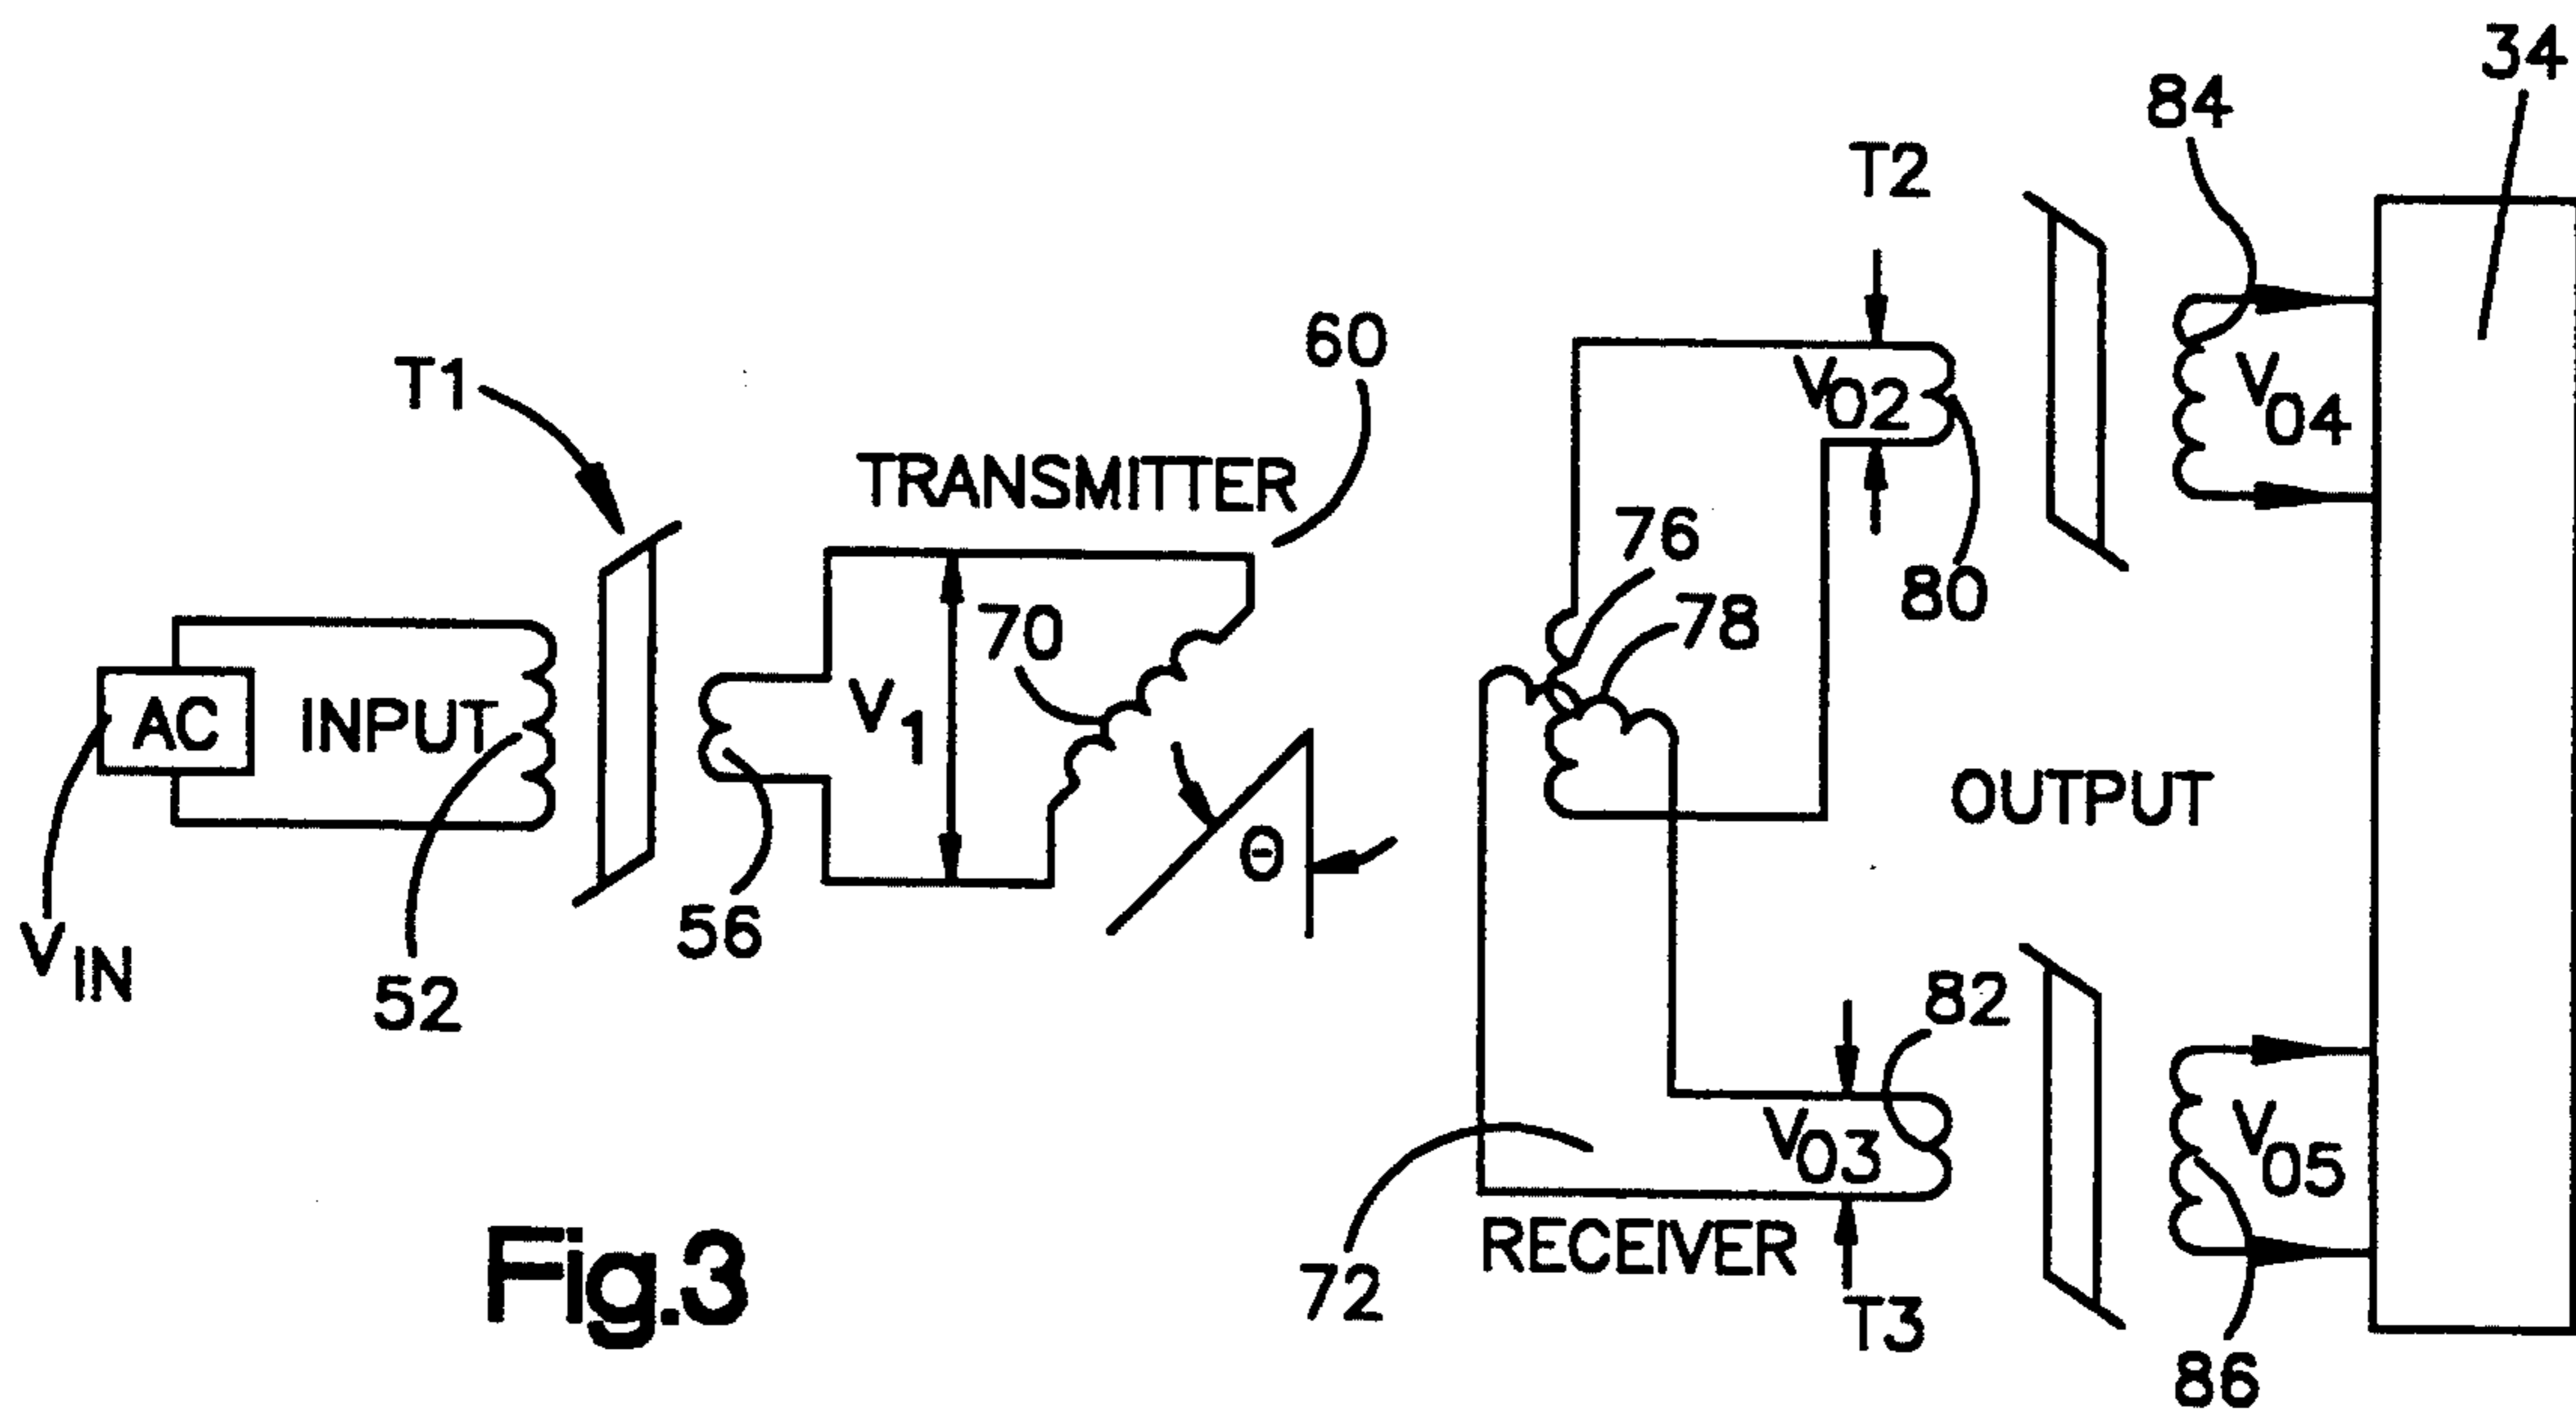 34
84
T2
60
T1
V02
V04
TRANSMITTER
76
80
70
78
AC
INPUT
V1
OUTPUT
θ
56
VIN
52
82
V03
V05
RECEIVER
72
T3
86
Fig.3